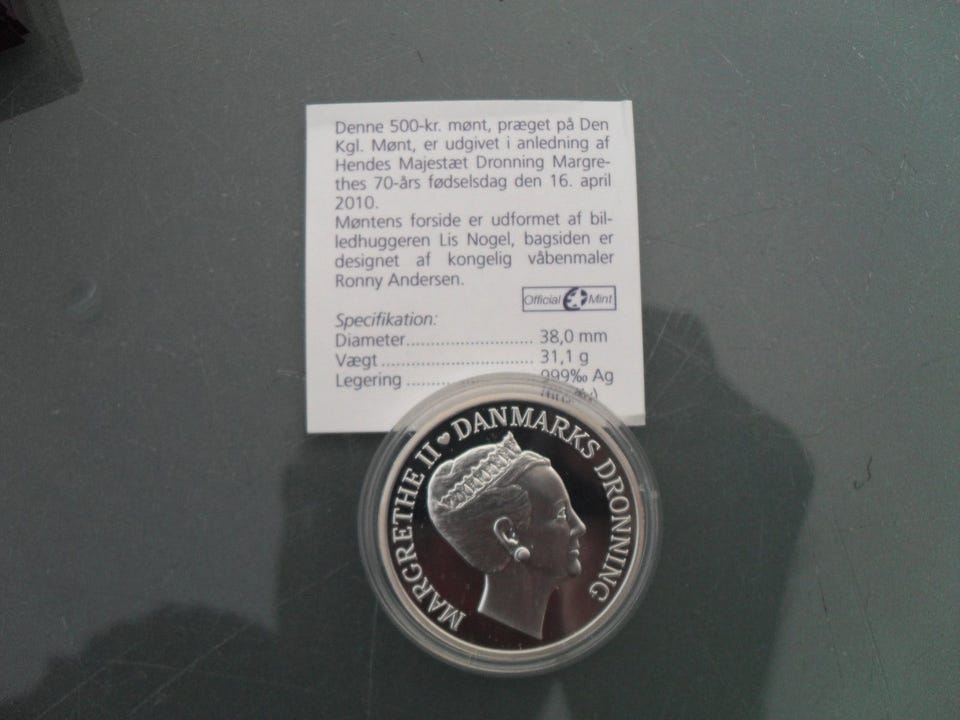 Denne 500-kr. mønt, præget på Den
Kgl. Mønt, er udgivet i anledning af
Hendes Majestæt Dronning Margre-
thes 70-års fødselsdag den 16. april
2010.
Møntens forside er udformet af bil-
ledhuggeren Lis Nogel, bagsiden er
designet af kongelig våbenmaler
Ronny Andersen.
Official Mint
Specifikation:
Diameter.............................. 38,0 mm
Vægt ................................... 31,1 g
Legering .............. 999‰ Ag
MARGRETHE II ♥ DANMARKS DRONNING